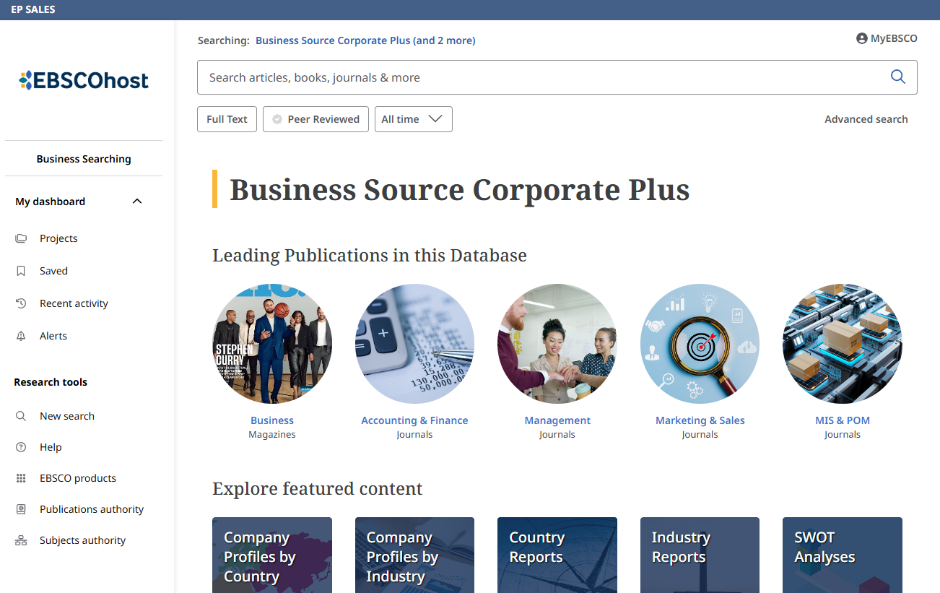 EP SALES
EBSCOhost
Business Searching
My dashboard
Projects
Saved
Recent activity
Alerts
Research tools
New search
Help
EBSCO products
Publications authority
Subjects authority
Searching: Business Source Corporate Plus (and 2 more)
MyEBSCO
Search articles, books, journals & more
Full Text
Peer Reviewed
All time
Advanced search
Business Source Corporate Plus
Leading Publications in this Database
STEPHEN
CURRY
Business
Magazines
Accounting & Finance
Journals
Management
Journals
Marketing & Sales
Journals
MIS & POM
Journals
Explore featured content
Company
Profiles by
Country
Company
Profiles by
Industry
Country
Reports
Industry
Reports
SWOT
Analyses